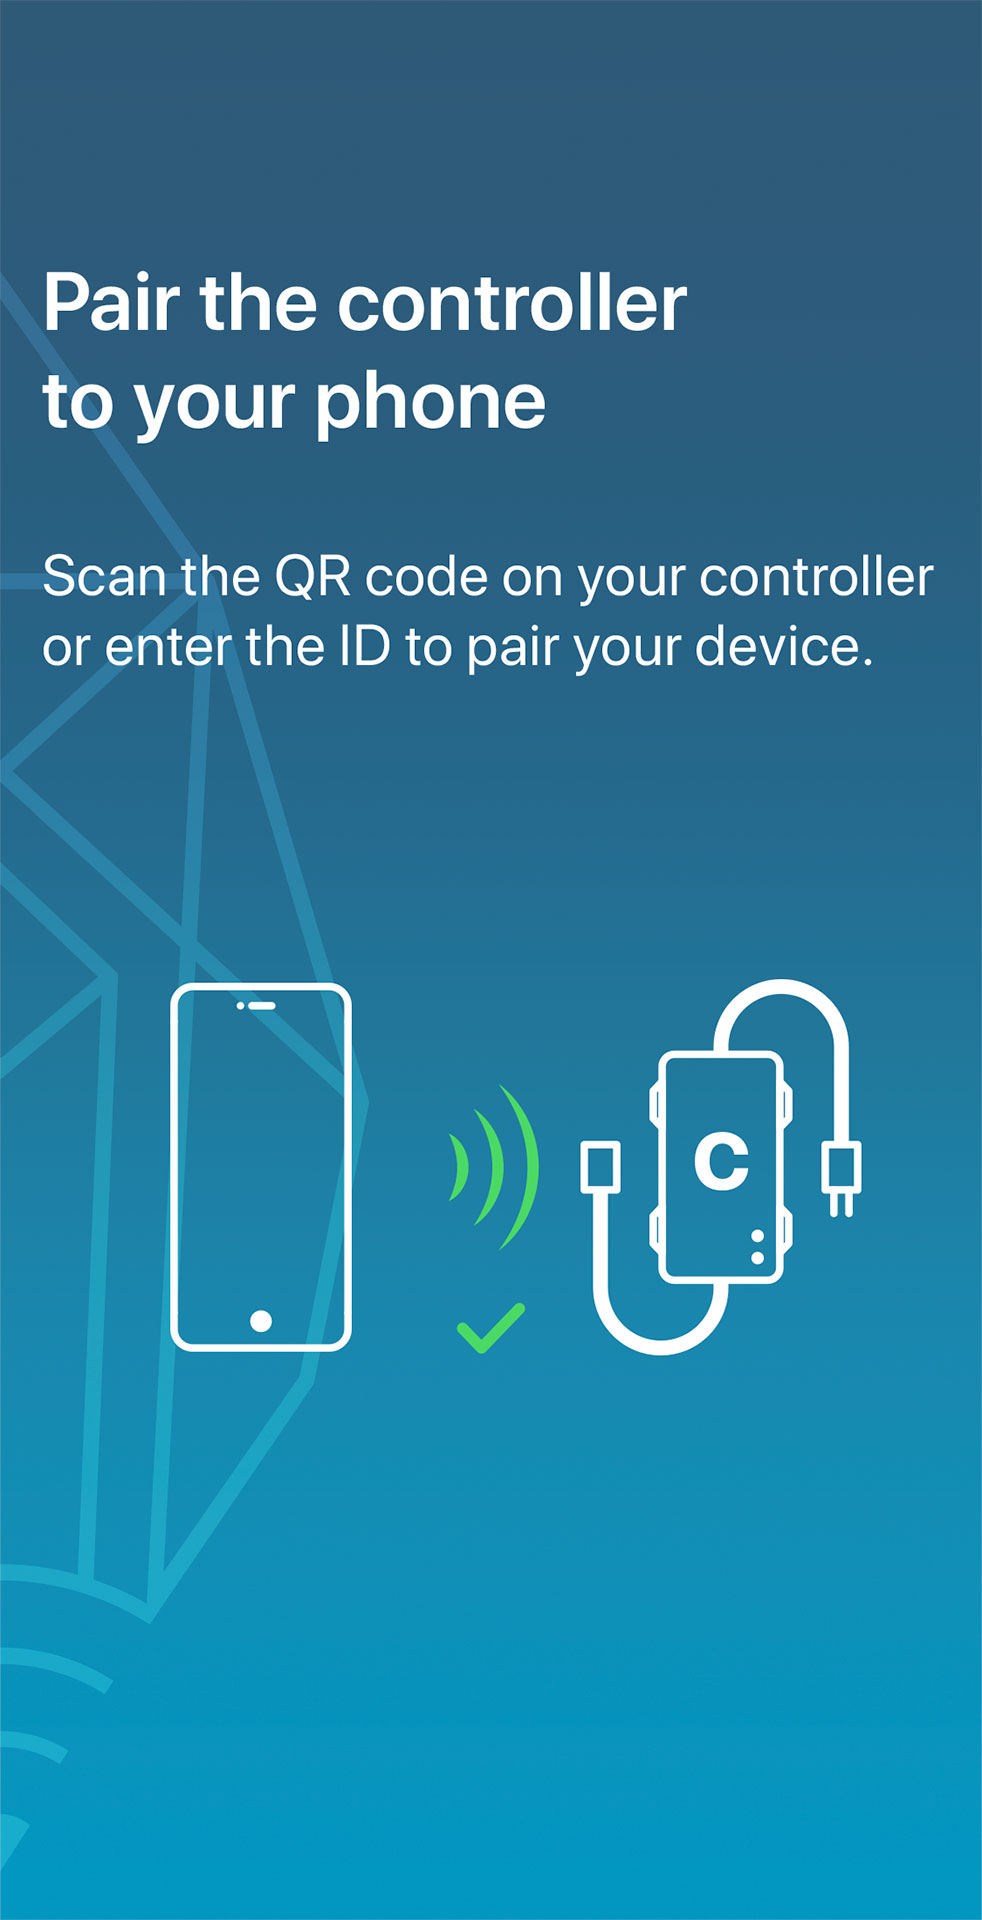 Pair the controller
to your phone
Scan the QR code on your controller
or enter the ID to pair your device.
C